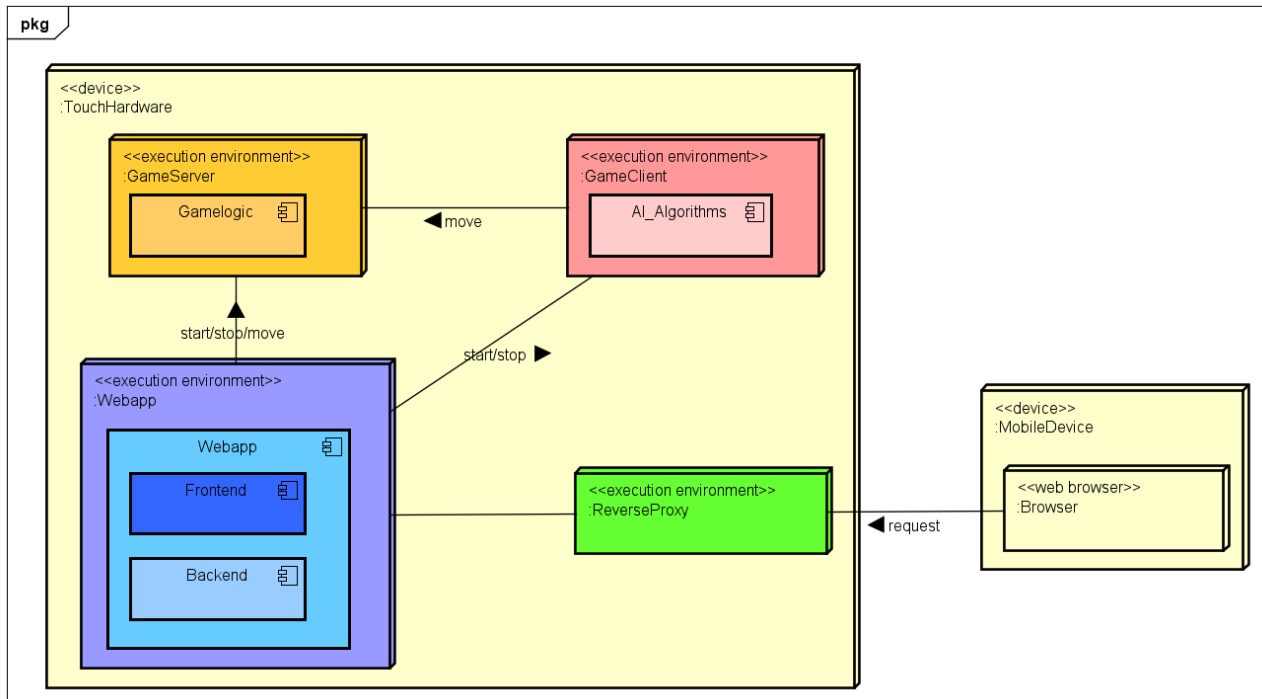 pkg
<<device>>
:TouchHardware
<<execution environment>>
:GameServer
Gamelogic
<<execution environment>>
:GameClient
AI_Algorithms
move
start/stop/move
start/stop
<<execution environment>>
:Webapp
Webapp
Frontend
Backend
<<execution environment>>
:ReverseProxy
request
<<device>>
:MobileDevice
<<web browser>>
:Browser